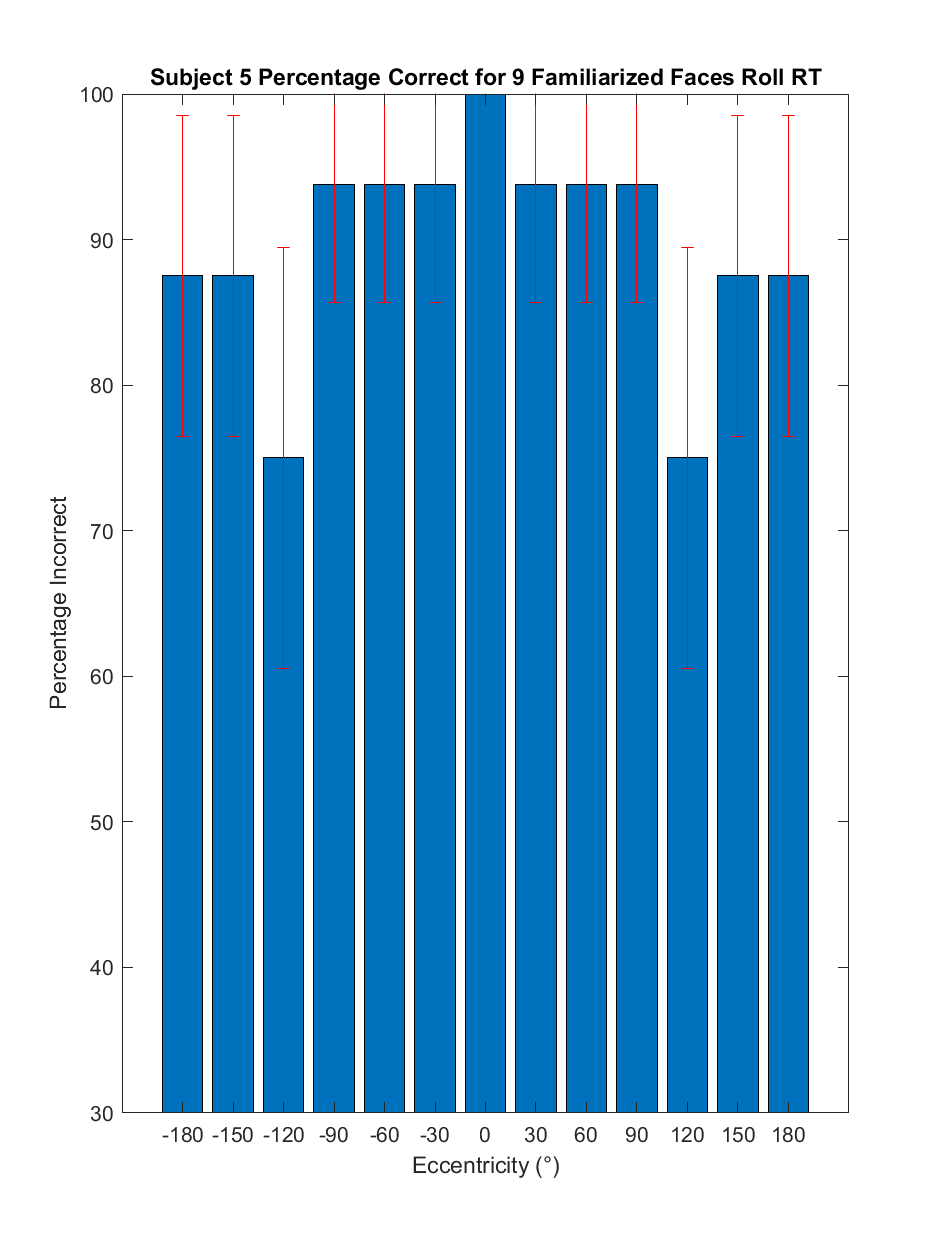 Subject 5 Percentage Correct for 9 Familiarized Faces Roll RT
100
90
80
70
60
50
40
30
Percentage Incorrect
-180 -150 -120 -90 -60 -30 0 30 60 90 120 150 180
Eccentricity (°)